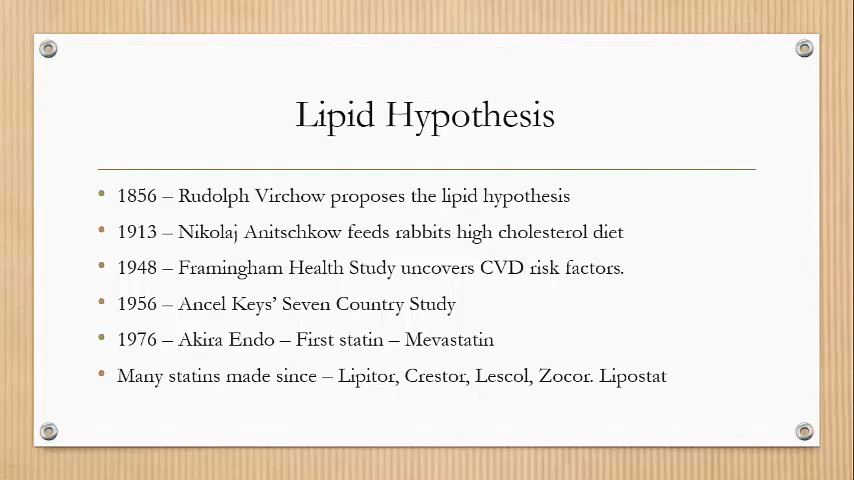 Lipid Hypothesis
• 1856 – Rudolph Virchow proposes the lipid hypothesis
• 1913 – Nikolaj Anitschkow feeds rabbits high cholesterol diet
• 1948 – Framingham Health Study uncovers CVD risk factors.
• 1956 – Ancel Keys’ Seven Country Study
• 1976 – Akira Endo – First statin – Mevastatin
• Many statins made since – Lipitor, Crestor, Lescol, Zocor. Lipostat